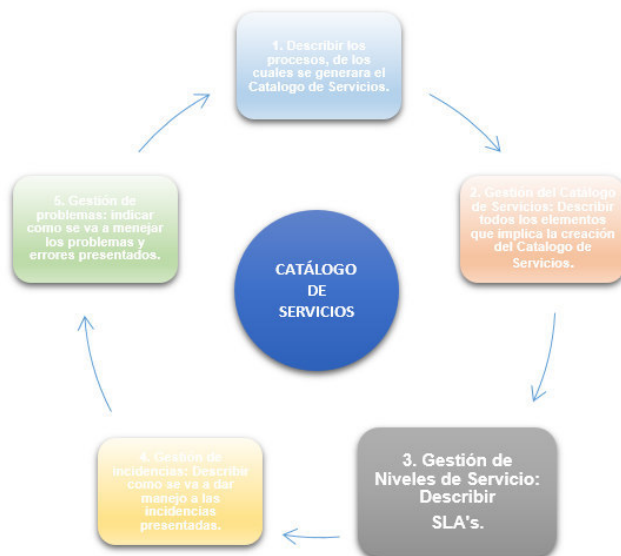 1. Describir los
procesos, de los
cuales se generara el
Catalogo de Servicios.
2. Gestión del Catálogo
de Servicios: Describir
todos los elementos
que implica la creación
del Catalogo de
Servicios.
3. Gestión de
Niveles de Servicio:
Describir
SLA's.
4. Gestión de
incidencias: Describir
como se va a dar
manejo a las
incidencias
presentadas.
5. Gestión de
problemas: indicar
como se va a menejar
los problemas y
errores presentados.
CATÁLOGO
DE
SERVICIOS